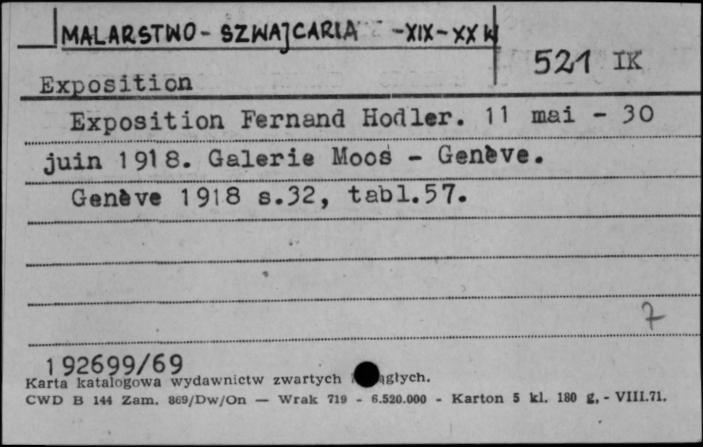 MALARSTWO - SZWAJCARIA - XIX - XX W
521 IK
Exposition
Exposition Fernand Hodler. 11 mai - 30
juin 1918. Galerie Moos - Genève.
Genève 1918 s.32, tabl.57.
7
192699/69
Karta katalogowa wydawnictw zwartych
CWD B 144 Zam. 869/Dw/On — Wrak 719 - 6.520.000 - Karton 5 kl. 180 g. - VIII.71.